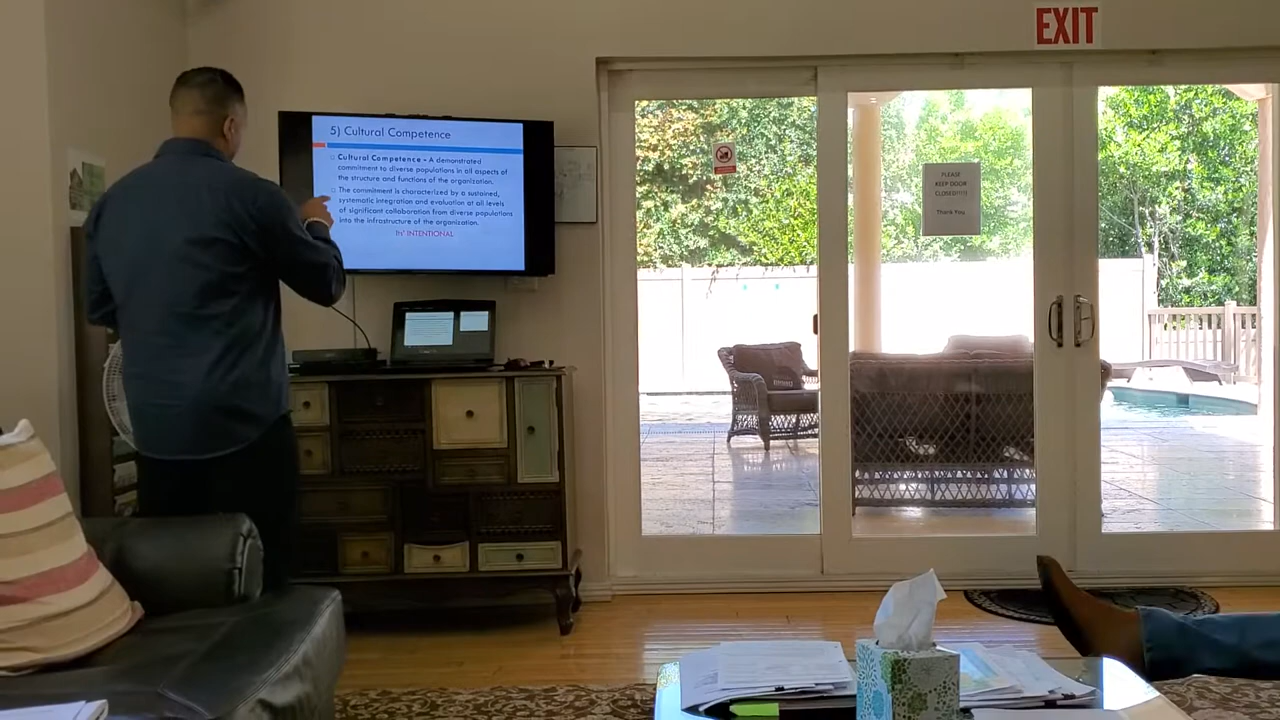 EXIT
5) Cultural Competence
Cultural Competence - A demonstrated
commitment to diverse populations in all aspects of
the structure and functions of the organization.
The commitment is characterized by a sustained,
systematic integration and evaluation at all levels
of significant collaboration from diverse populations
into the infrastructure of the organization.
INTENTIONAL
PLEASE
KEEP DOOR
CLOSED!!!!!
Thank You